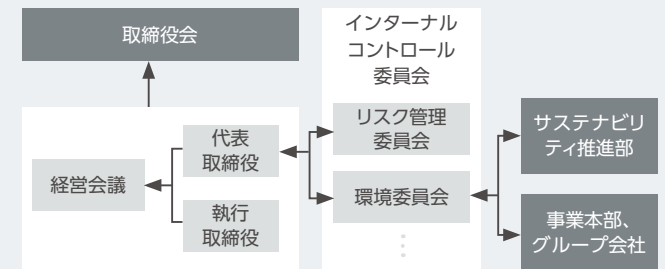 取締役会
インターナル
コントロール
委員会
代表
取締役
経営会議
執行
取締役
リスク管理
委員会
環境委員会
サステナビリ
ティ推進部
事業本部、
グループ会社